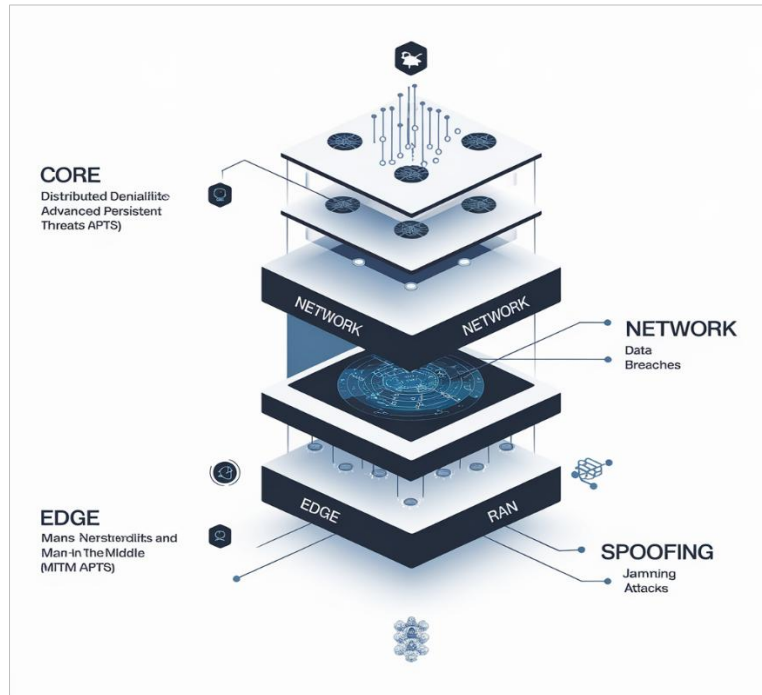 CORE
Distributed Deniallite
Advanced Persistent
Threats APTS)
NETWORK
NETWORK
NETWORK
Data
Breaches
EDGE
RAN
EDGE
Mans and
Man-in The Middle
(MITM APTS)
SPOOFING
Jamning
Attacks